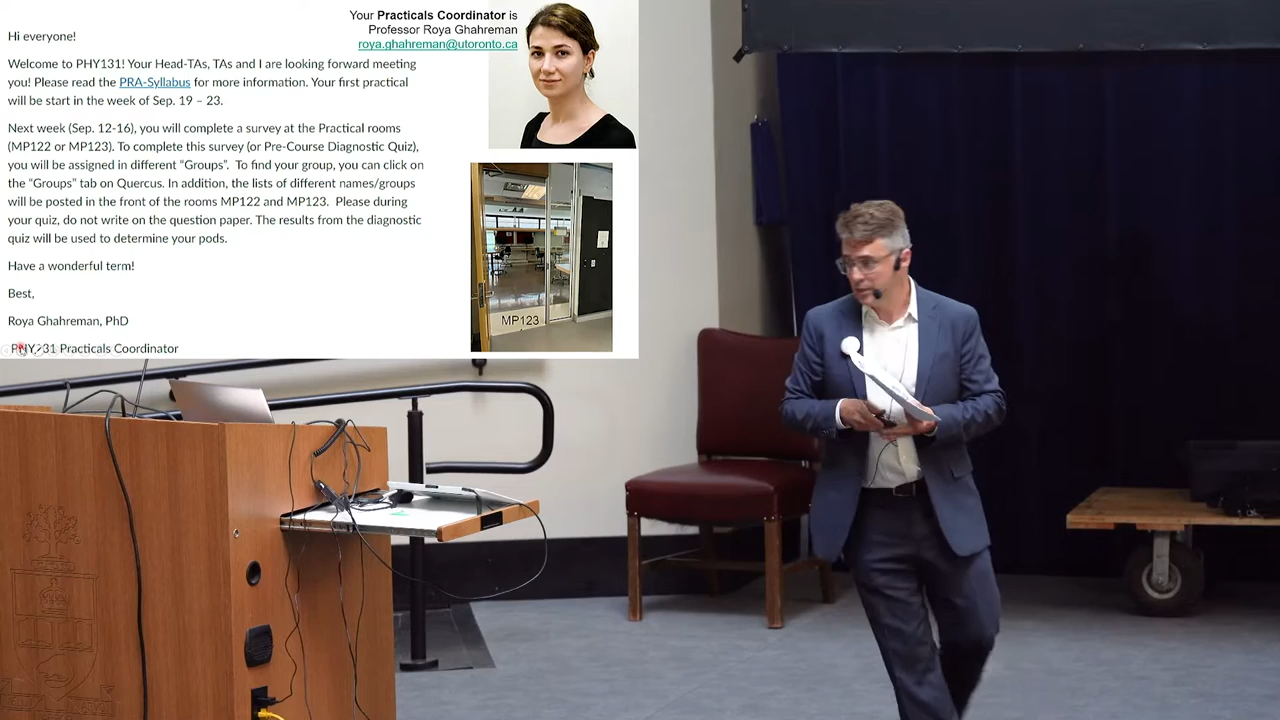 Your Practicals Coordinator is
Professor Roya Ghahreman
roya.ghahreman@utoronto.ca
Hi everyone!
Welcome to PHY131! Your Head-TAs, TAs and I are looking forward meeting
you! Please read the PRA-Syllabus for more information. Your first practical
will be start in the week of Sep. 19 – 23.
Next week (Sep. 12-16), you will complete a survey at the Practical rooms
(MP122 or MP123). To complete this survey (or Pre-Course Diagnostic Quiz),
you will be assigned in different “Groups”. To find your group, you can click on
the “Groups” tab on Quercus. In addition, the lists of different names/groups
will be posted in the front of the rooms MP122 and MP123. Please during
your quiz, do not write on the question paper. The results from the diagnostic
quiz will be used to determine your pods.
Have a wonderful term!
Best,
Roya Ghahreman, PhD
PHY131 Practicals Coordinator
MP123